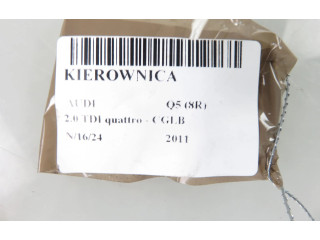 KIEROWNICA
AUDI Q5 (8R)
2.0 TDI quattro - CGLB
N/16/24 2011